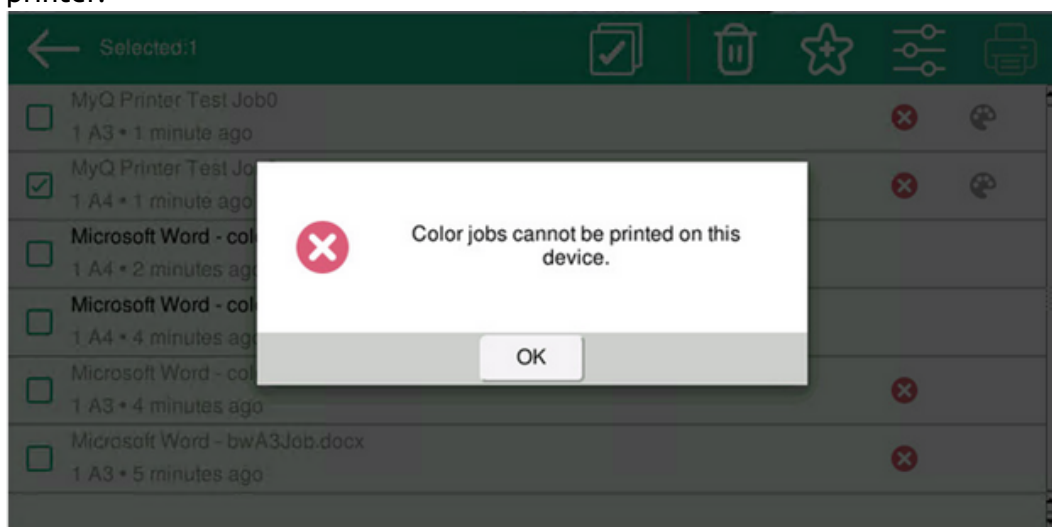 printer.
Selected:1
MyQ Printer Test Job0
1 A3 • 1 minute ago
MyQ Printer Test Jo
1 A4 • 1 minute ago
Microsoft Word - col
1 A4 • 2 minutes ago
Microsoft Word - col
1 A4 • 4 minutes ago
Microsoft Word - col
1 A3 • 4 minutes ago
Microsoft Word - bwA3Job.docx
1 A3 • 5 minutes ago
Color jobs cannot be printed on this
device.
OK